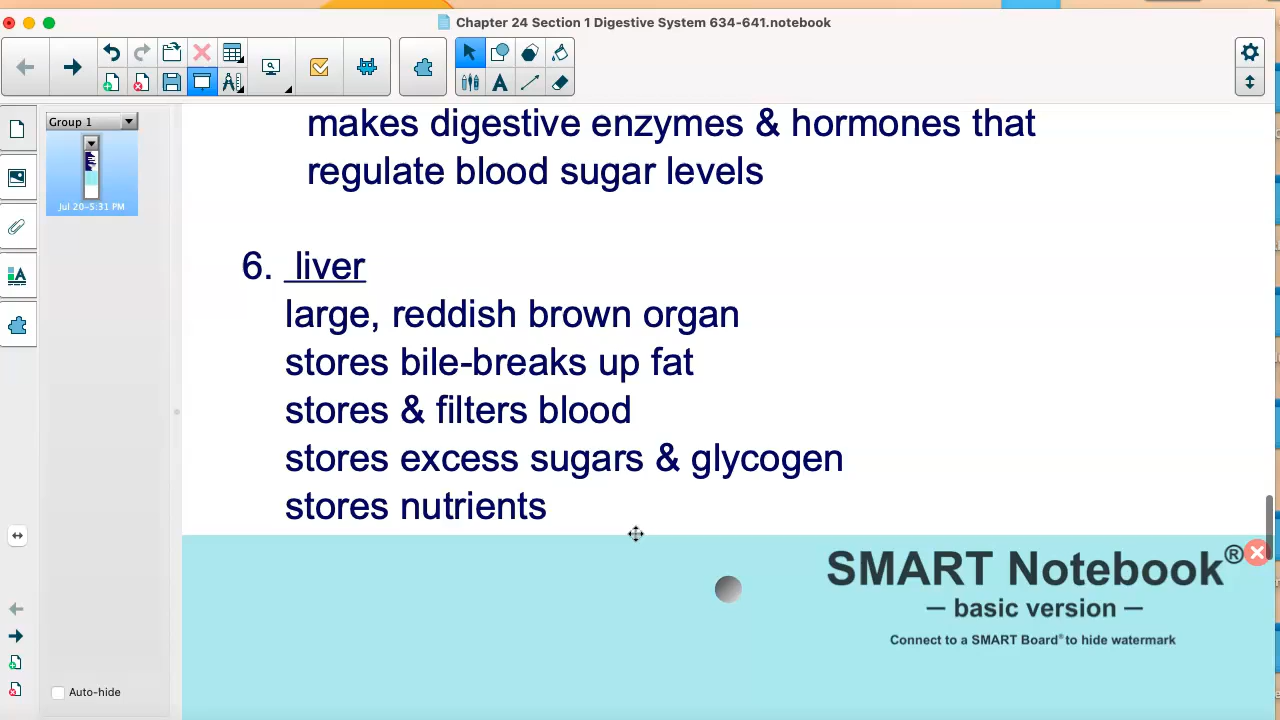 Chapter 24 Section 1 Digestive System 634-641.notebook
Group 1
Jul 20-5:31 PM
makes digestive enzymes & hormones that
regulate blood sugar levels
6. liver
large, reddish brown organ
stores bile-breaks up fat
stores & filters blood
stores excess sugars & glycogen
stores nutrients
SMART Notebook®
— basic version —
Connect to a SMART Board® to hide watermark
Auto-hide